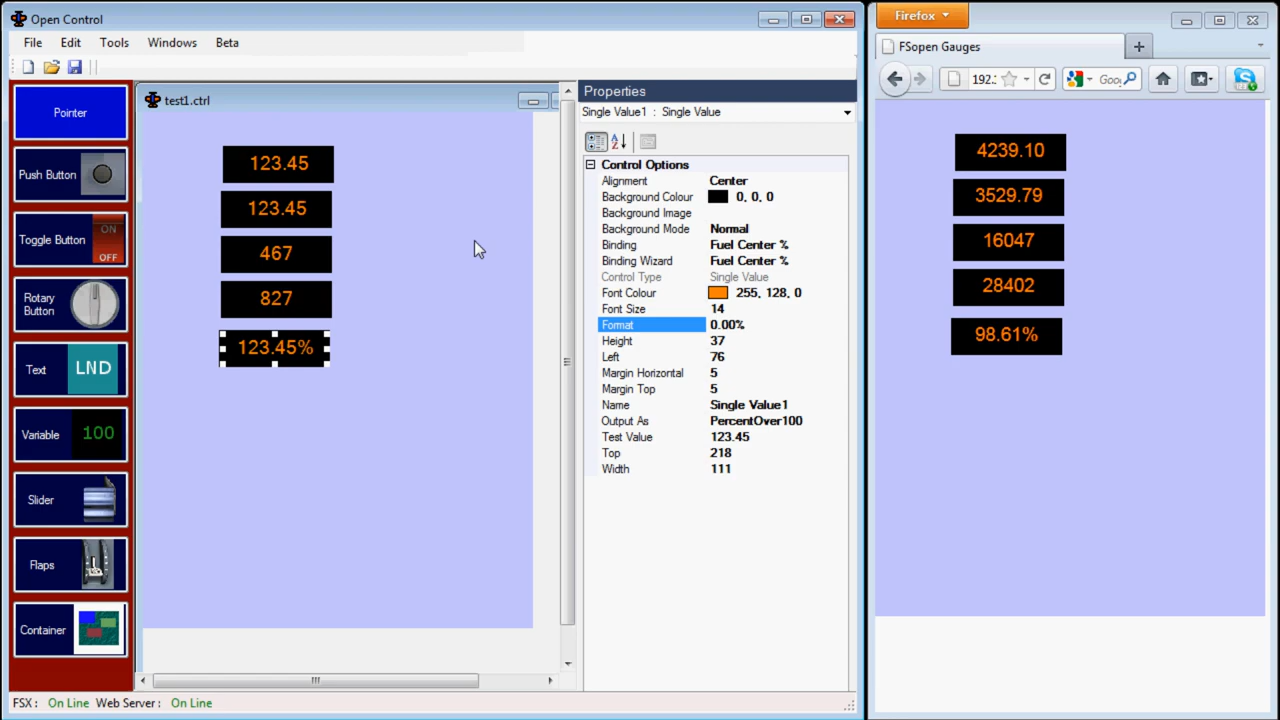 Open Control
File Edit Tools Windows Beta
Pointer
Push Button
Toggle Button ON OFF
Rotary Button
Text LND
Variable 100
Slider
Flaps
Container
test1.ctrl
123.45
123.45
467
827
123.45%
Properties
Single Value1 : Single Value
Control Options
Alignment Center
Background Colour 0, 0, 0
Background Image
Background Mode Normal
Binding Fuel Center %
Binding Wizard Fuel Center %
Control Type Single Value
Font Colour 255, 128, 0
Font Size 14
Format 0.00%
Height 37
Left 76
Margin Horizontal 5
Margin Top 5
Name Single Value1
Output As PercentOver100
Test Value 123.45
Top 218
Width 111
FSX : On Line Web Server : On Line
Firefox
FSopen Gauges
192.
Goo
4239.10
3529.79
16047
28402
98.61%